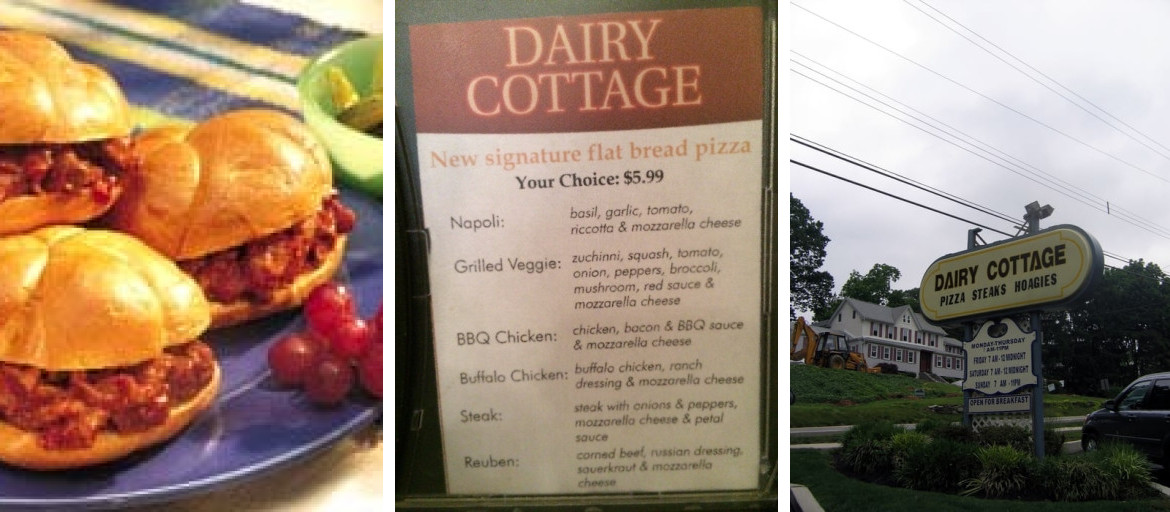 DAIRY
COTTAGE
New signature flat bread pizza
Your Choice: $5.99
Napoli: basil, garlic, tomato,
riccotta & mozzarella cheese
Grilled Veggie: zuchinni, squash, tomato,
onion, peppers, broccoli,
mushroom, red sauce &
mozzarella cheese
BBQ Chicken: chicken, bacon & BBQ sauce
& mozzarella cheese
Buffalo Chicken: buffalo chicken, ranch
dressing & mozzarella cheese
Steak: steak with onions & peppers,
mozzarella cheese & petal
sauce
Reuben: corned beef, russian dressing,
sauerkraut & mozzarella
cheese
DAIRY COTTAGE
PIZZA STEAKS HOAGIES
MONDAY-THURSDAY
7 AM-11PM
FRIDAY 7 AM-12 MIDNIGHT
SATURDAY 7 AM-12 MIDNIGHT
SUNDAY 7 AM-11PM
OPEN FOR BREAKFAST